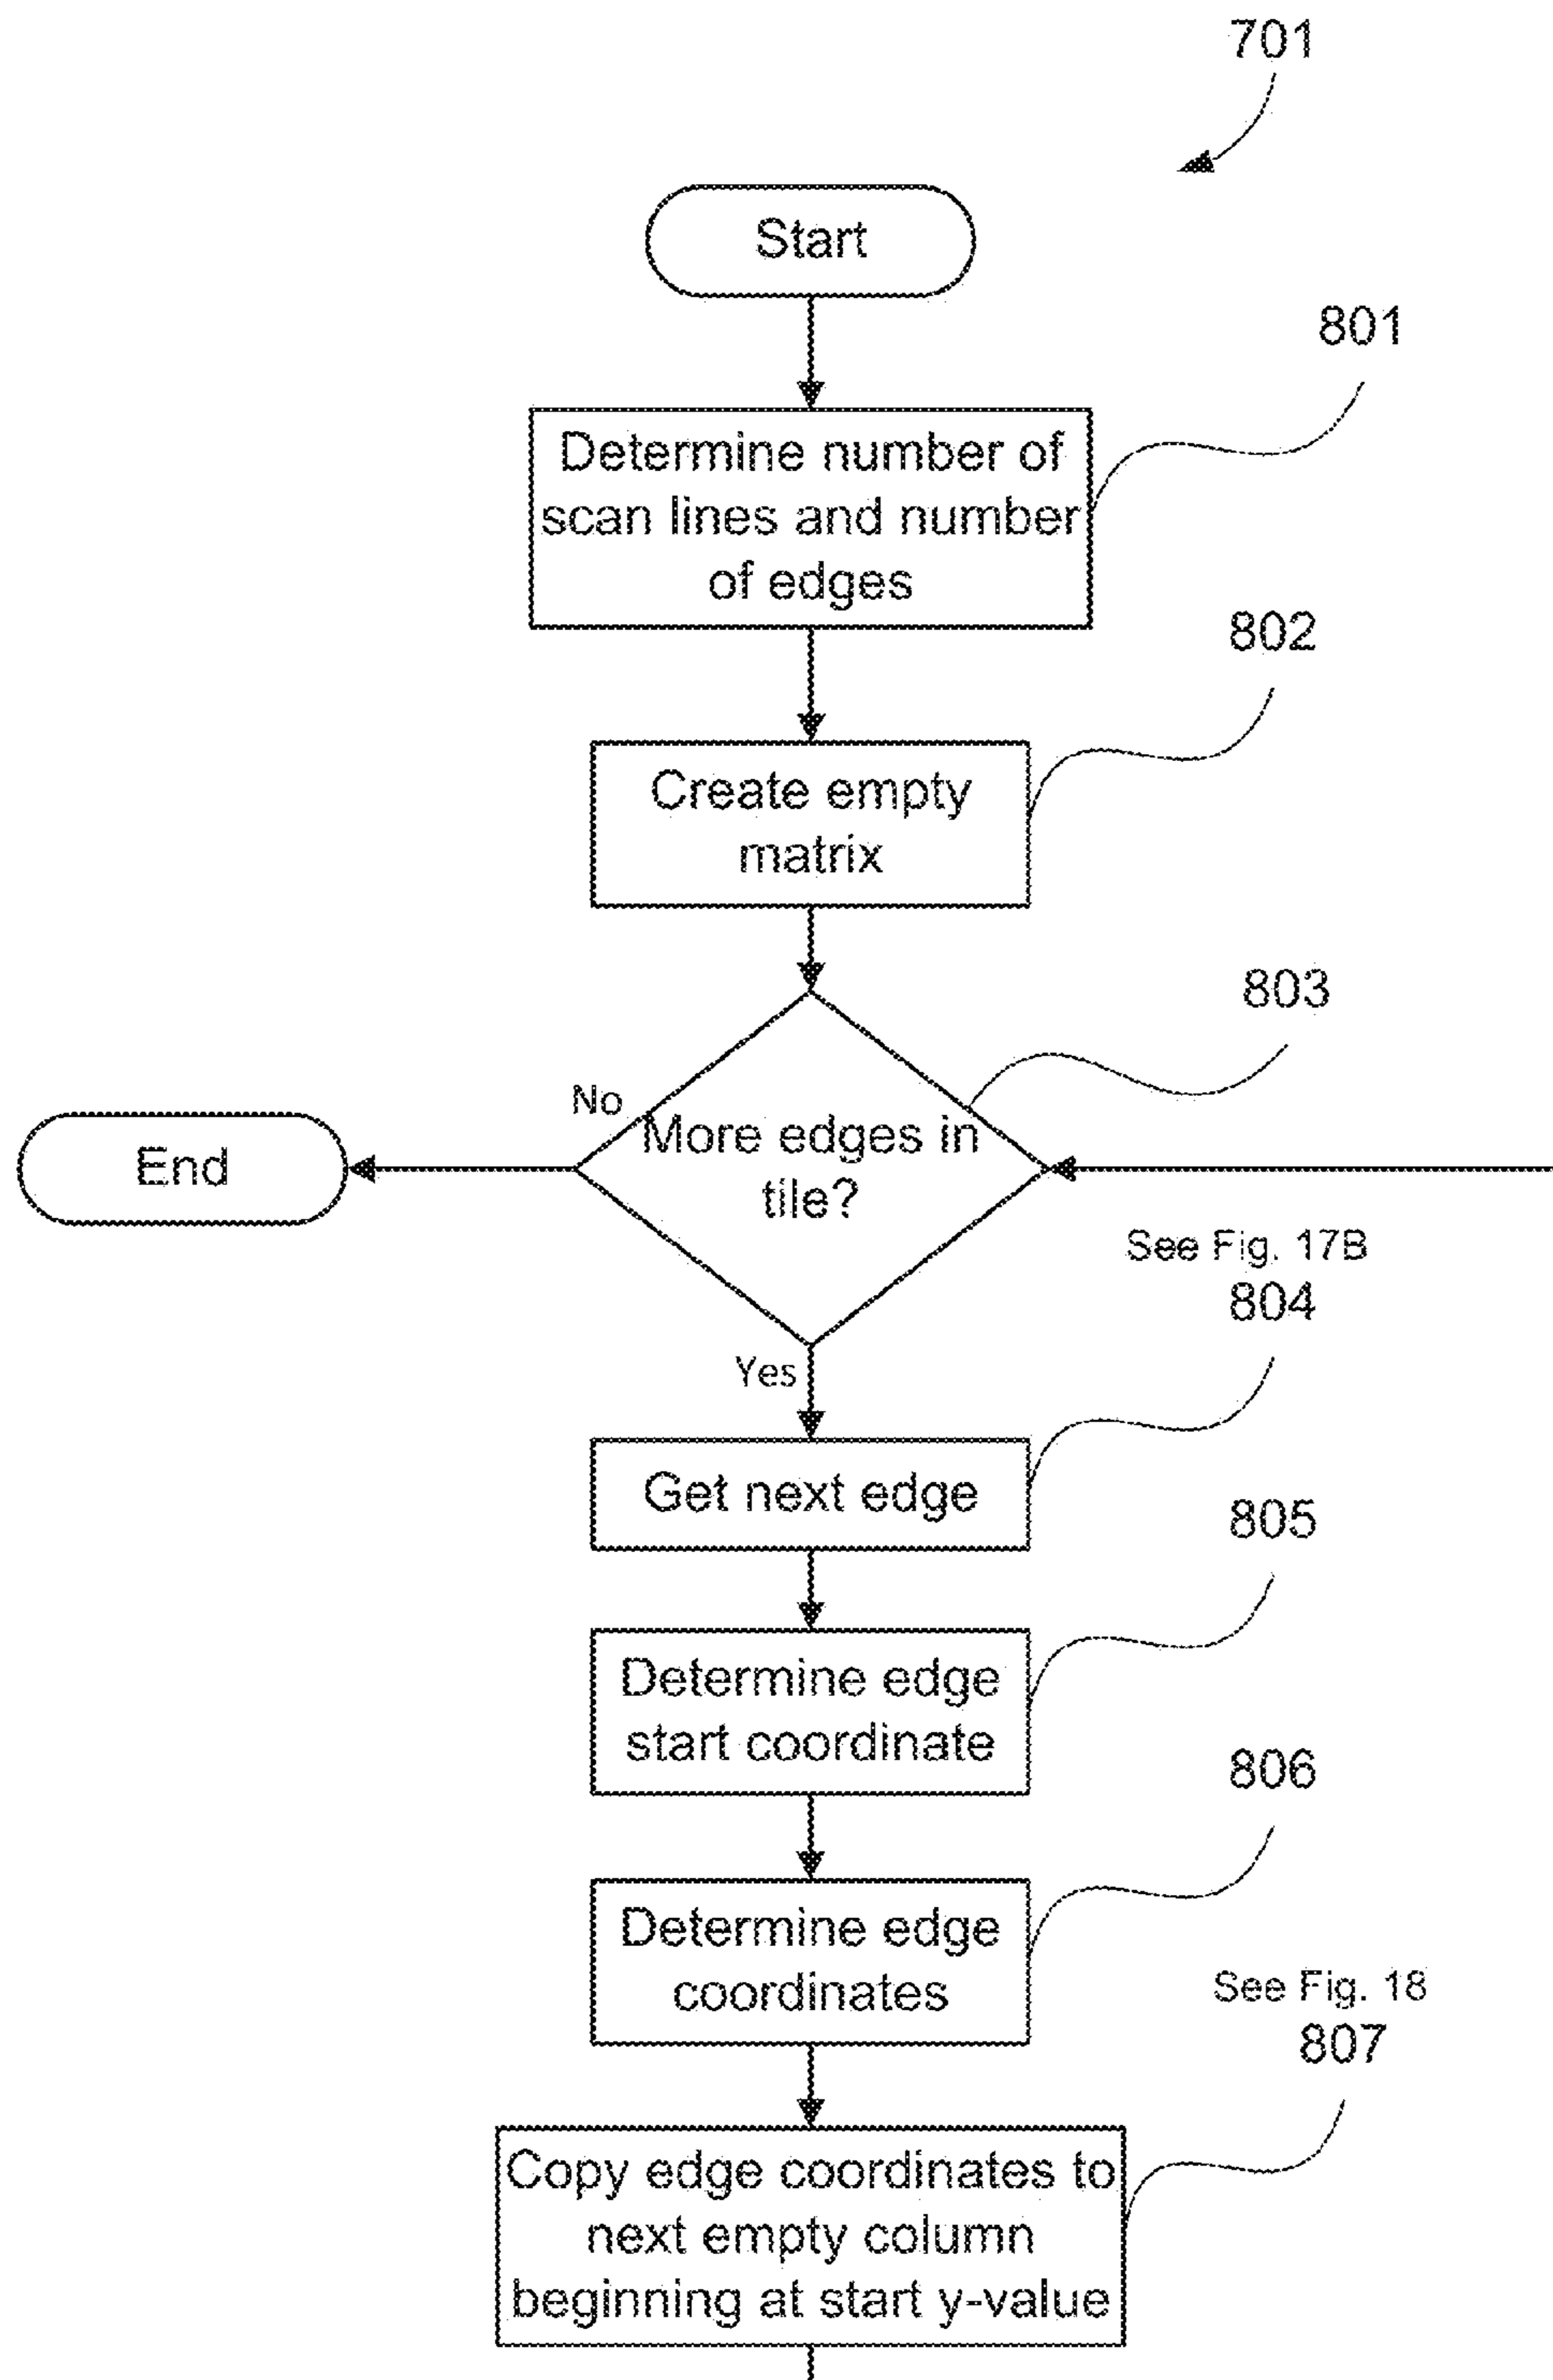 701
Start
801
Determine number of
scan lines and number
of edges
802
Create empty
matrix
803
No
More edges in
tile?
End
See Fig. 17B
804
Yes
Get next edge
805
Determine edge
start coordinate
806
Determine edge
coordinates
See Fig. 18
807
Copy edge coordinates to
next empty column
beginning at start y-value